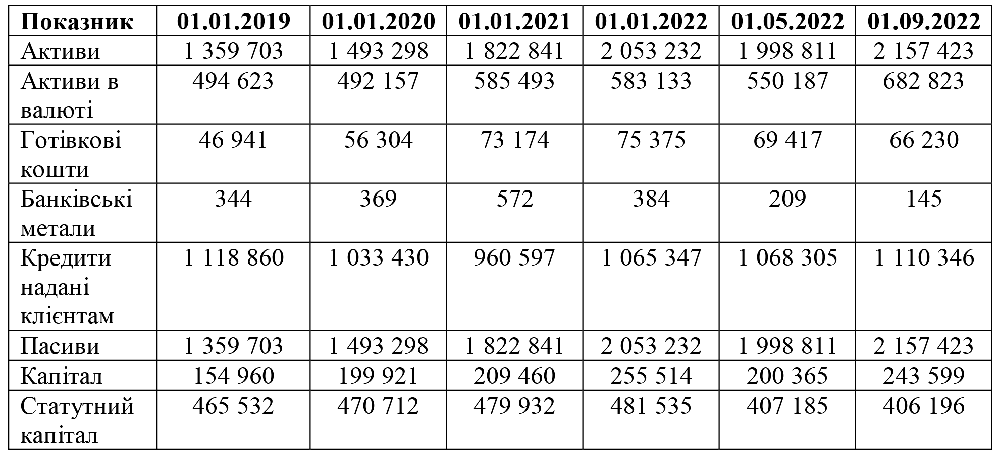 Показник 01.01.2019 01.01.2020 01.01.2021 01.01.2022 01.05.2022 01.09.2022
Активи 1 359 703 1 493 298 1 822 841 2 053 232 1 998 811 2 157 423
Активи в 494 623 492 157 585 493 583 133 550 187 682 823
валюті
Готівкові 46 941 56 304 73 174 75 375 69 417 66 230
кошти
Банківські 344 369 572 384 209 145
метали
Кредити 1 118 860 1 033 430 960 597 1 065 347 1 068 305 1 110 346
надані
клієнтам
Пасиви 1 359 703 1 493 298 1 822 841 2 053 232 1 998 811 2 157 423
Капітал 154 960 199 921 209 460 255 514 200 365 243 599
Статутний 465 532 470 712 479 932 481 535 407 185 406 196
капітал